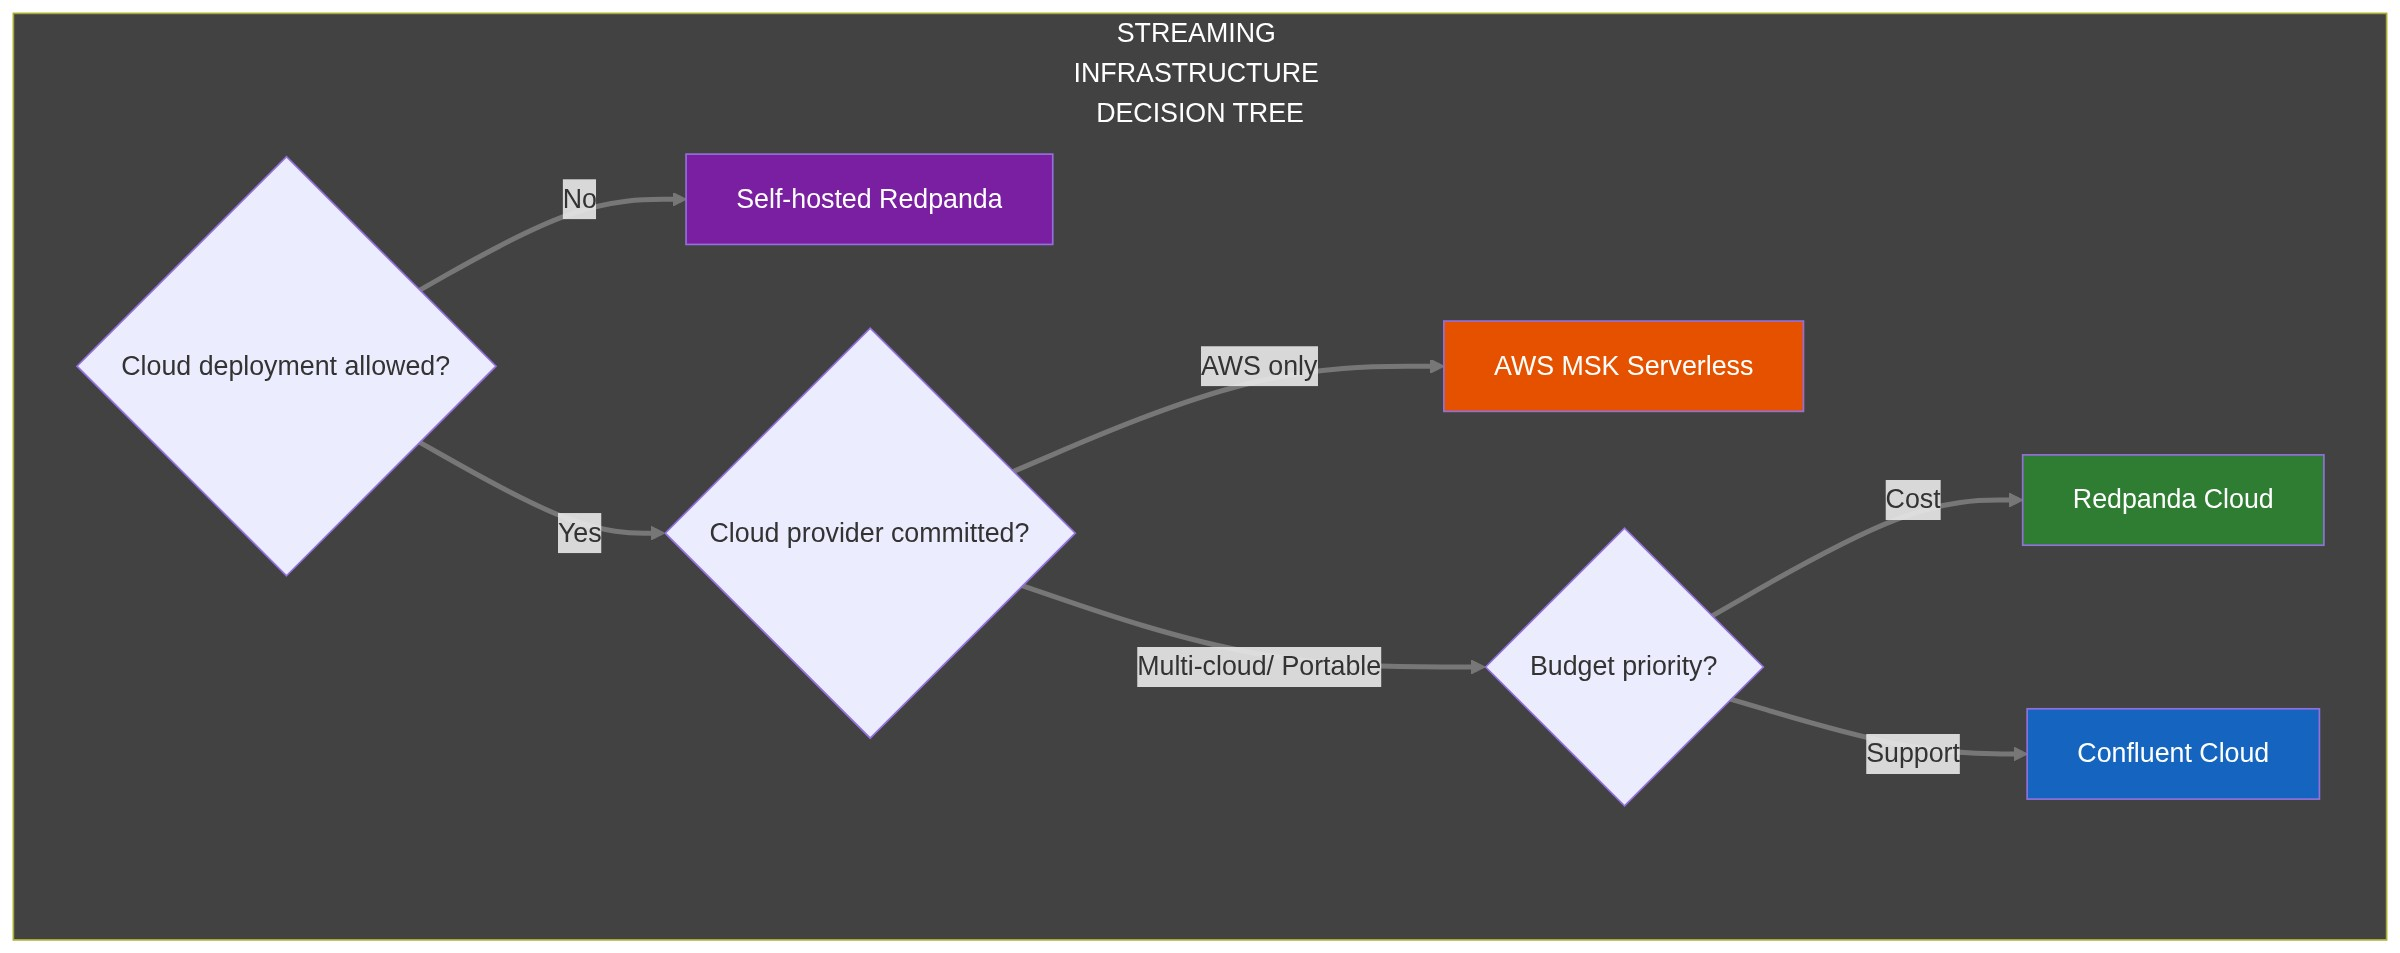 STREAMING
INFRASTRUCTURE
DECISION TREE
No
Self-hosted Redpanda
Cloud deployment allowed?
AWS only
AWS MSK Serverless
Yes
Cloud provider committed?
Cost
Redpanda Cloud
Multi-cloud/ Portable
Budget priority?
Support
Confluent Cloud